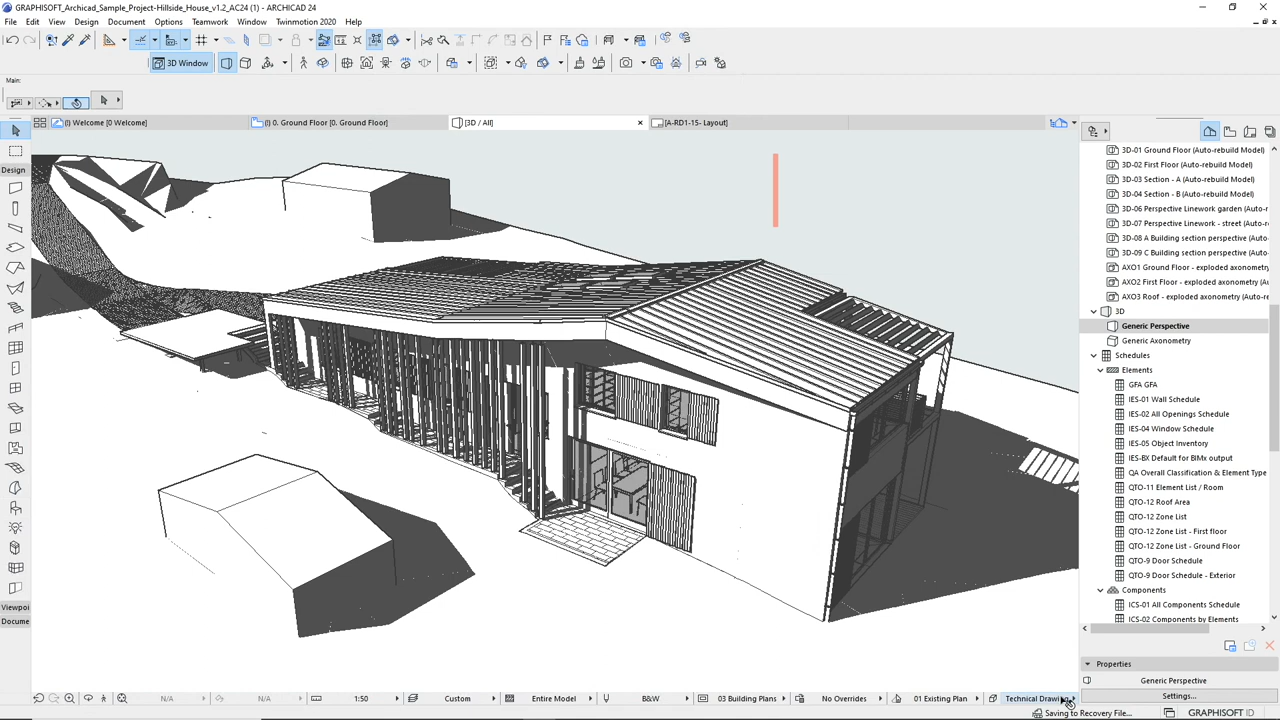 GRAPHISOFT_Archicad_Sample_Project-Hillside_House_v1.2_AC24(1) - ARCHICAD 24
File Edit View Design Document Options Teamwork Window Twinmotion 2020 Help
3D Window
Main:
(!) Welcome [0 Welcome] (!) 0. Ground Floor [0. Ground Floor] [3D / All] [A-RD1-15- Layout]
Design
Viewpoi
Docume
3D-01 Ground Floor (Auto-rebuild Model)
3D-02 First Floor (Auto-rebuild Model)
3D-03 Section - A (Auto-rebuild Model)
3D-04 Section - B (Auto-rebuild Model)
3D-06 Perspective Linework garden (Auto-r
3D-07 Perspective Linework - street (Auto-r
3D-08 A Building section perspective (Auto
3D-09 C Building section perspective (Auto
AXO1 Ground Floor - exploded axonometry
AXO2 First Floor - exploded axonometry (A
AXO3 Roof - exploded axonometry (Auto-re
3D
Generic Perspective
Generic Axonometry
Schedules
Elements
GFA GFA
IES-01 Wall Schedule
IES-02 All Openings Schedule
IES-04 Window Schedule
IES-05 Object Inventory
IES-BX Default for BIMx output
QA Overall Classification & Element Type
QTO-11 Element List / Room
QTO-12 Roof Area
QTO-12 Zone List
QTO-12 Zone List - First floor
QTO-12 Zone List - Ground Floor
QTO-9 Door Schedule
QTO-9 Door Schedule - Exterior
Components
ICS-01 All Components Schedule
ICS-02 Components by Elements
Properties
Generic Perspective
Settings...
N/A N/A 1:50 Custom Entire Model B&W 03 Building Plans No Overrides 01 Existing Plan Technical Drawing
Saving to Recovery File... GRAPHISOFT ID